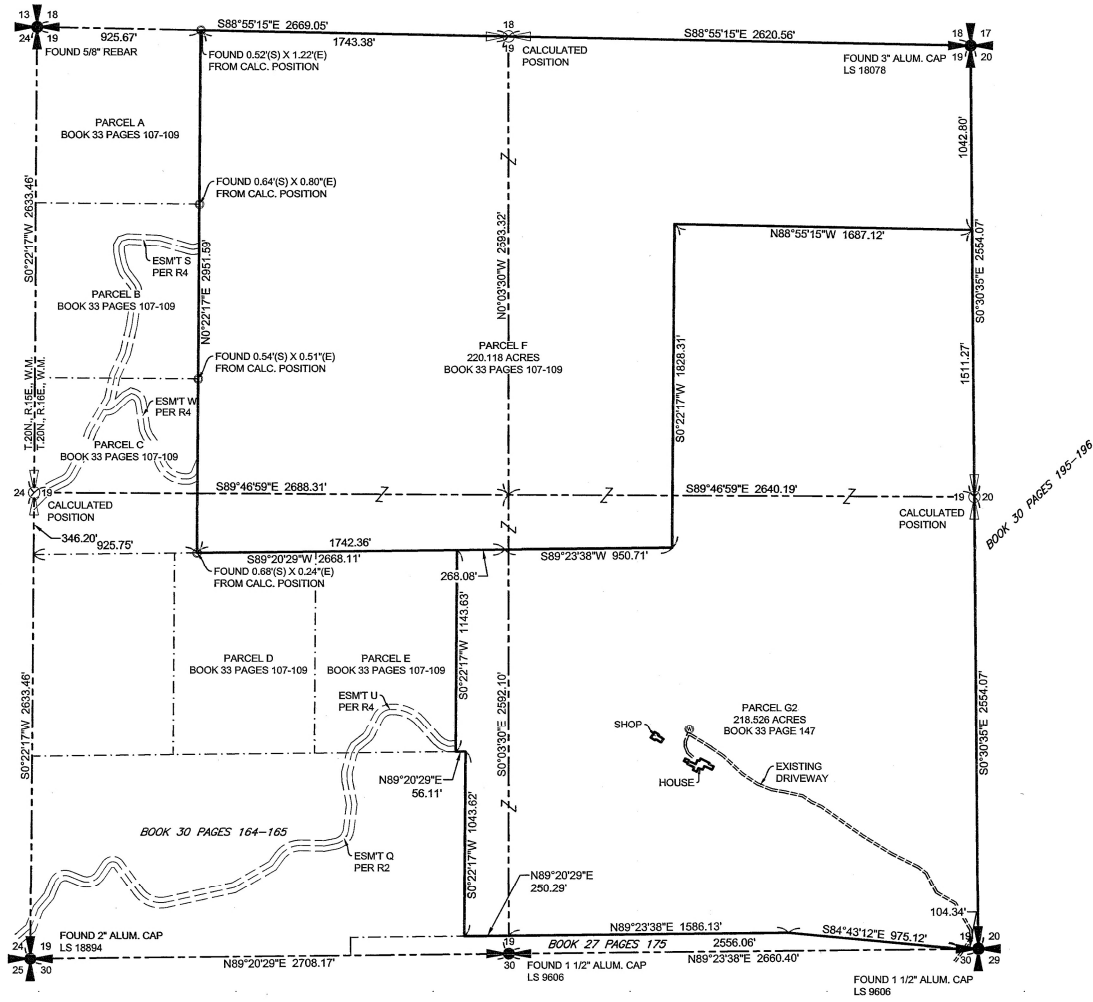 13 18
24 19
FOUND 5/8" REBAR
925.67'
S88°55'15"E 2669.05'
1743.38'
18
19
CALCULATED
POSITION
S88°55'15"E 2620.56'
18 17
19 20
FOUND 3" ALUM. CAP
LS 18078
FOUND 0.52'(S) X 1.22'(E)
FROM CALC. POSITION
PARCEL A
BOOK 33 PAGES 107-109
1042.80'
S0°22'17"W 2633.46'
FOUND 0.64'(S) X 0.80"(E)
FROM CALC. POSITION
N88°55'15"W 1687.12'
ESM'T S
PER R4
N0°22'17"E 2951.59'
N0°03'30"W 2593.32'
S0°30'35"E 2554.07'
PARCEL B
BOOK 33 PAGES 107-109
PARCEL F
220.118 ACRES
BOOK 33 PAGES 107-109
S0°22'17"W 1828.31'
1511.27'
FOUND 0.54'(S) X 0.51"(E)
FROM CALC. POSITION
T.20N., R.15E., W.M.
T.20N., R.16E., W.M.
ESM'T W
PER R4
PARCEL C
BOOK 33 PAGES 107-109
24 19
CALCULATED
POSITION
S89°46'59"E 2688.31'
S89°46'59"E 2640.19'
19 20
CALCULATED
POSITION
BOOK 30 PAGES 195-196
346.20'
925.75'
1742.36'
S89°20'29"W 2668.11'
S89°23'38"W 950.71'
268.08'
FOUND 0.68'(S) X 0.24"(E)
FROM CALC. POSITION
S0°22'17"W 1143.63'
PARCEL D
BOOK 33 PAGES 107-109
PARCEL E
BOOK 33 PAGES 107-109
S0°22'17"W 2633.46'
ESM'T U
PER R4
S0°03'30"E 2592.10'
S0°30'35"E 2554.07'
PARCEL G2
218.526 ACRES
BOOK 33 PAGE 147
SHOP
HOUSE
EXISTING
DRIVEWAY
N89°20'29"E
56.11'
BOOK 30 PAGES 164-165
ESM'T Q
PER R2
S0°22'17"W 1043.62'
N89°20'29"E
250.29'
104.34'
FOUND 2" ALUM. CAP
LS 18894
24 19
25 30
N89°20'29"E 2708.17'
19
30
N89°23'38"E 1586.13'
S84°43'12"E 975.12'
BOOK 27 PAGES 175
2556.06'
N89°23'38"E 2660.40'
FOUND 1 1/2" ALUM. CAP
LS 9606
19 20
30 29
FOUND 1 1/2" ALUM. CAP
LS 9606